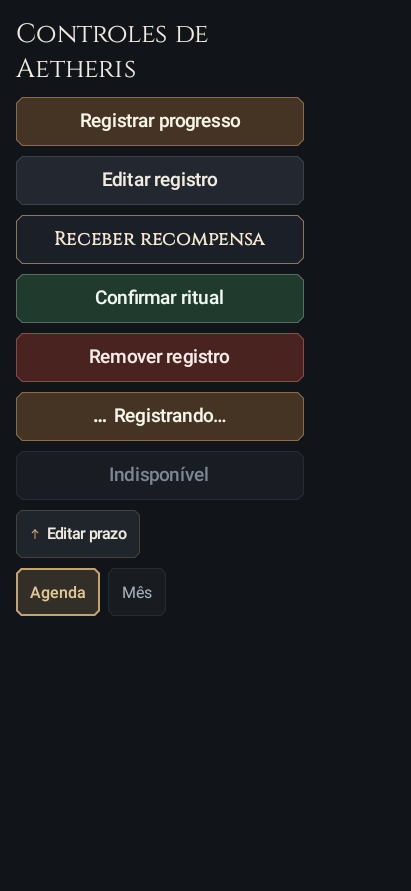 Controles de
Aetheris
Registrar progresso
Editar registro
Receber recompensa
Confirmar ritual
Remover registro
... Registrando...
Indisponível
↑ Editar prazo
Agenda Mês